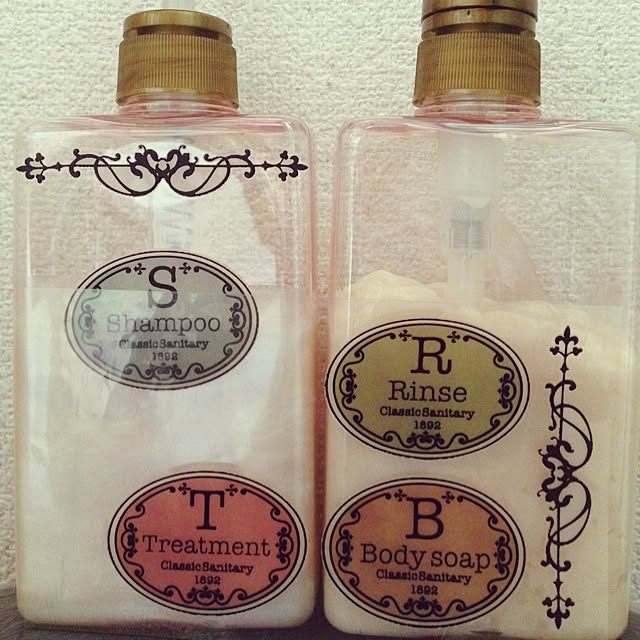 S
Shampoo
ClassicSanitary
1892
T
Treatment
ClassicSanitary
1892
R
Rinse
ClassicSanitary
1892
B
Body soap
ClassicSanitary
1892